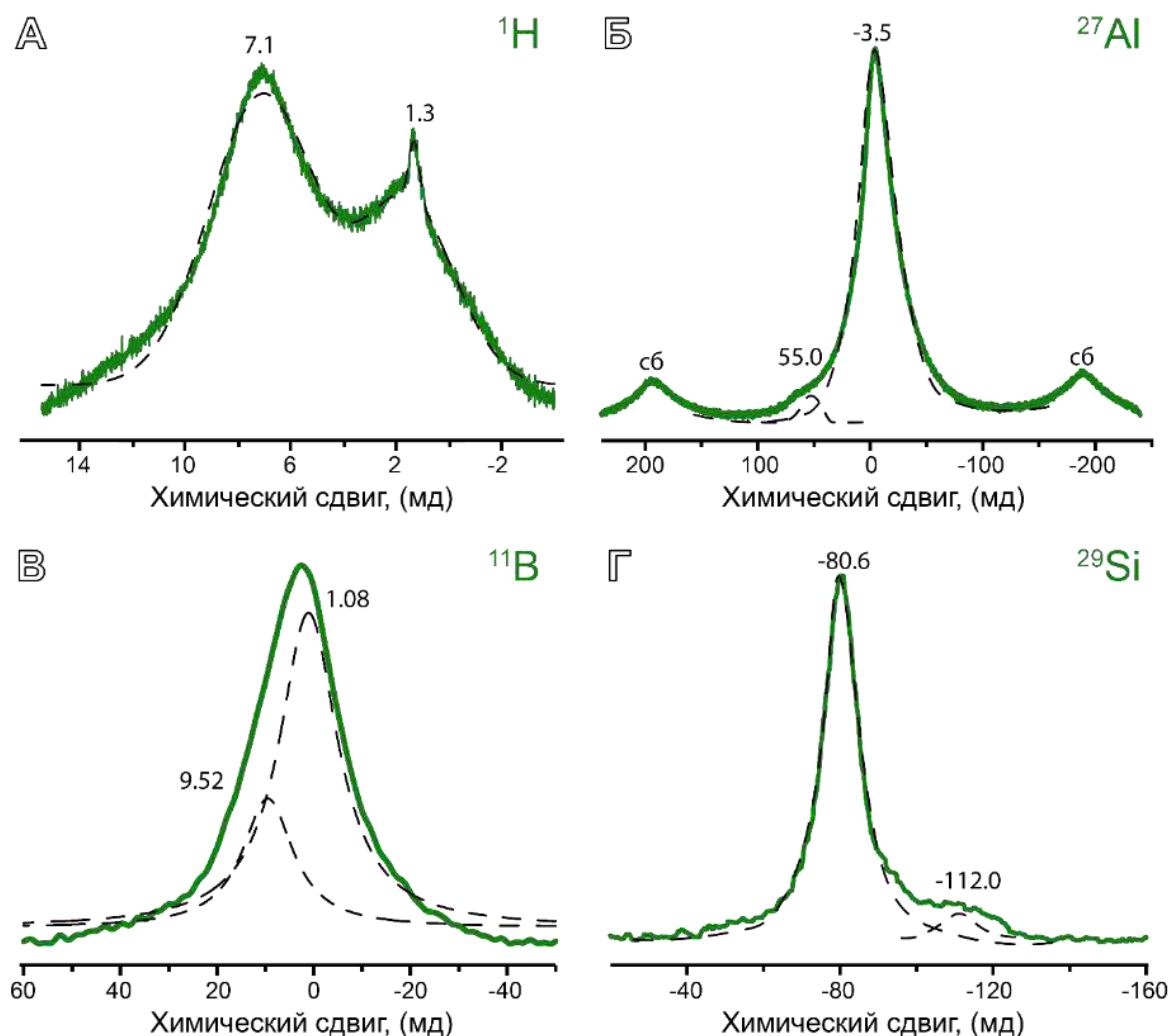 А
¹H
7.1
1.3
14 10 6 2 -2
Химический сдвиг, (мд)
Б
²⁷Al
-3.5
сб
55.0
сб
200 100 0 -100 -200
Химический сдвиг, (мд)
В
¹¹B
1.08
9.52
60 40 20 0 -20 -40
Химический сдвиг, (мд)
Г
²⁹Si
-80.6
-112.0
-40 -80 -120 -160
Химический сдвиг, (мд)